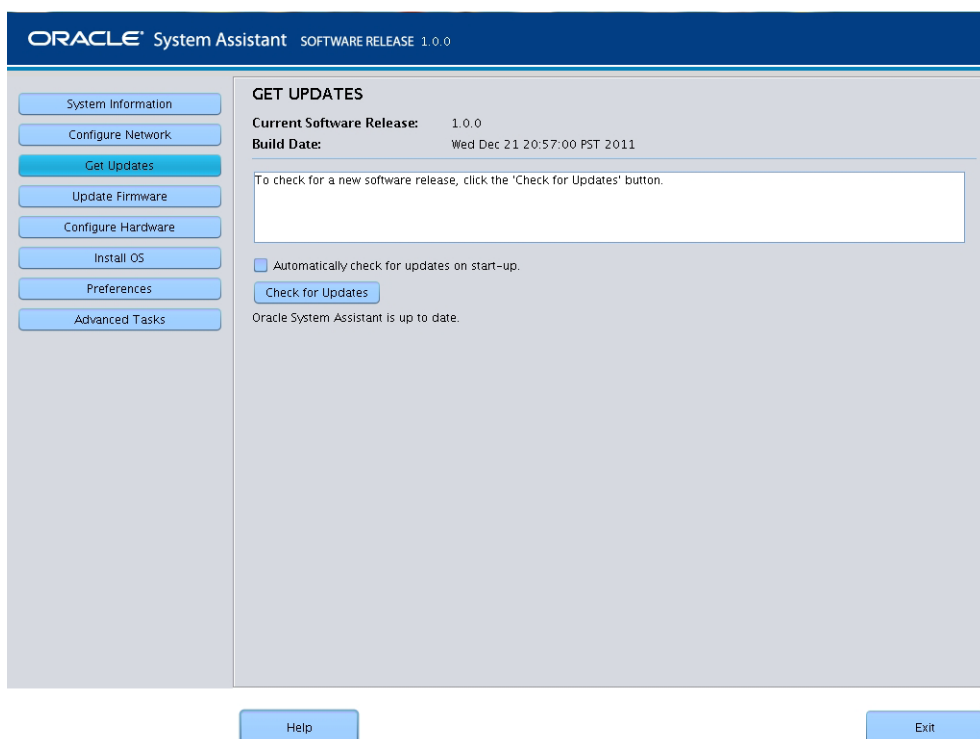 ORACLE System Assistant SOFTWARE RELEASE 1.0.0
System Information
Configure Network
Get Updates
Update Firmware
Configure Hardware
Install OS
Preferences
Advanced Tasks
GET UPDATES
Current Software Release: 1.0.0
Build Date: Wed Dec 21 20:57:00 PST 2011
To check for a new software release, click the 'Check for Updates' button.
Automatically check for updates on start-up.
Check for Updates
Oracle System Assistant is up to date.
Help
Exit